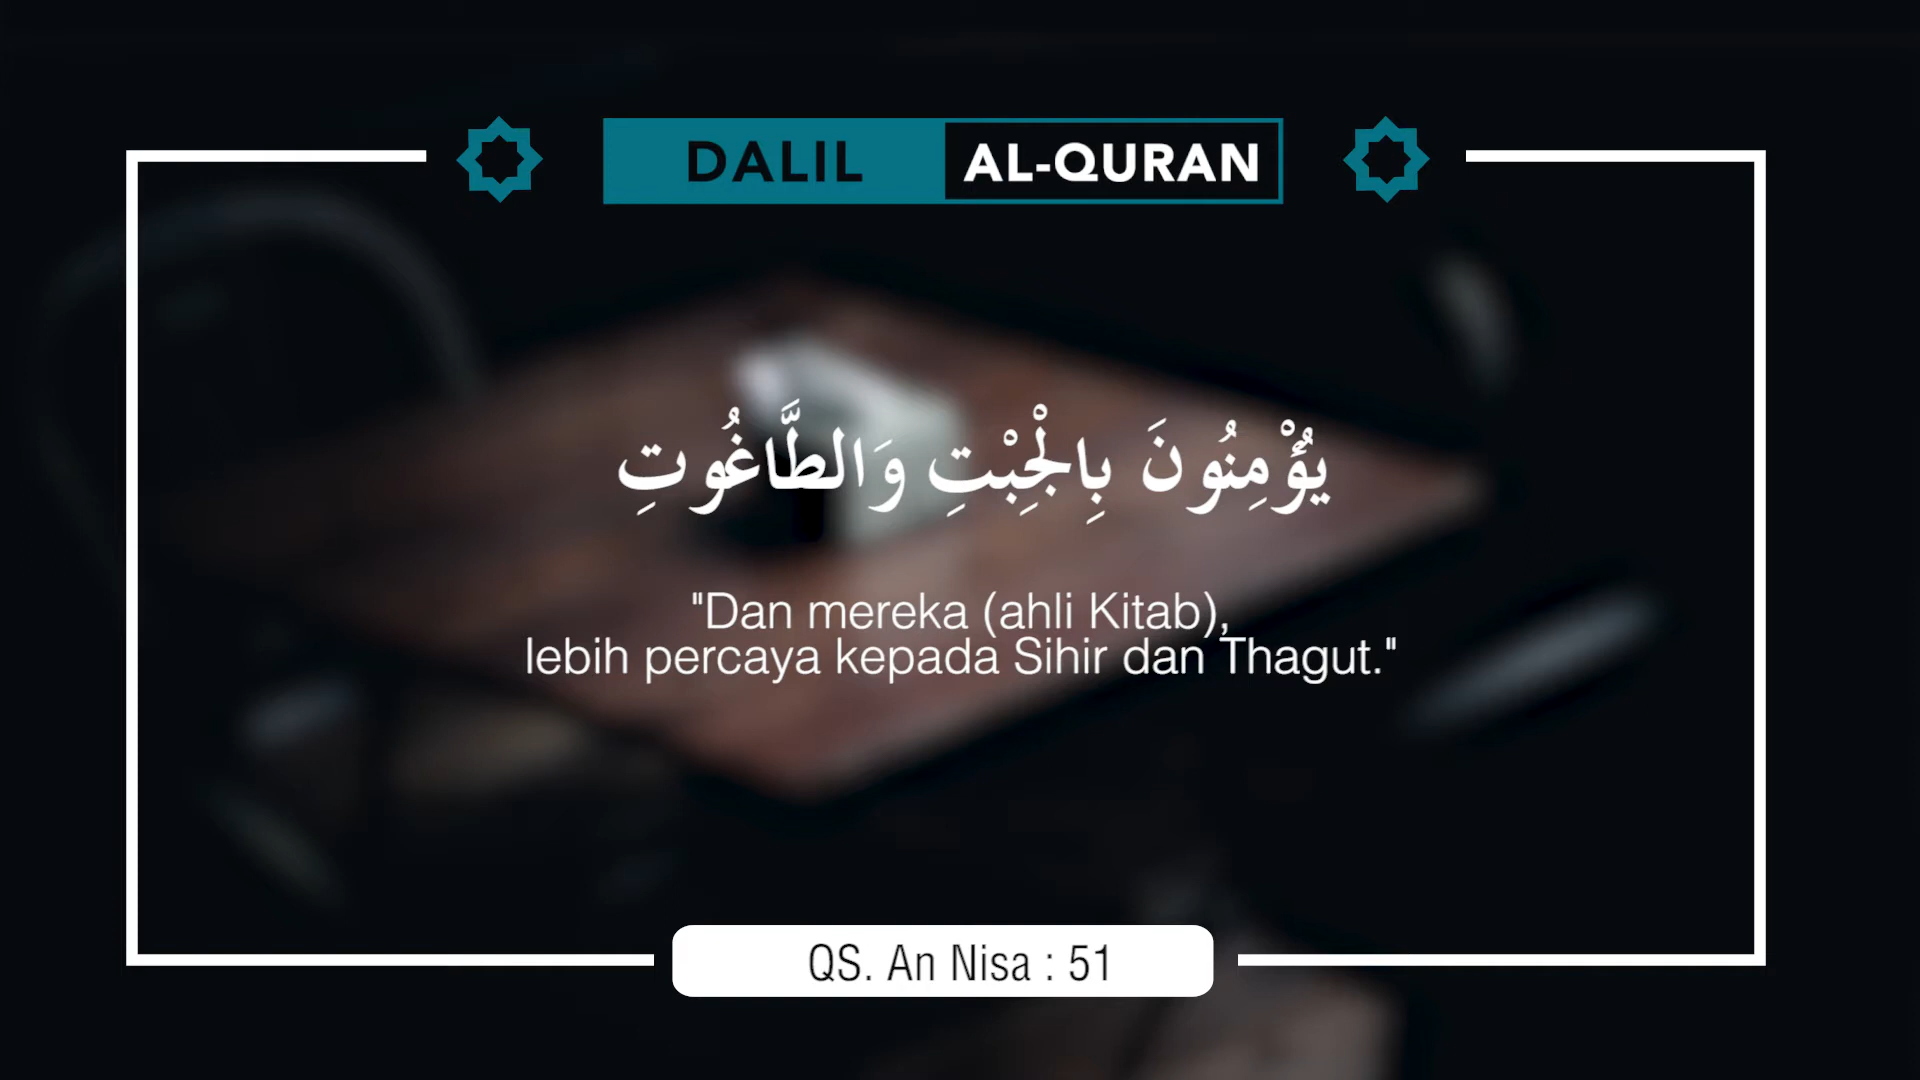 DALIL AL-QURAN
يُؤْمِنُونَ بِالْجِبْتِ وَالطَّاغُوتِ
"Dan mereka (ahli Kitab),
lebih percaya kepada Sihir dan Thagut."
QS. An Nisa : 51